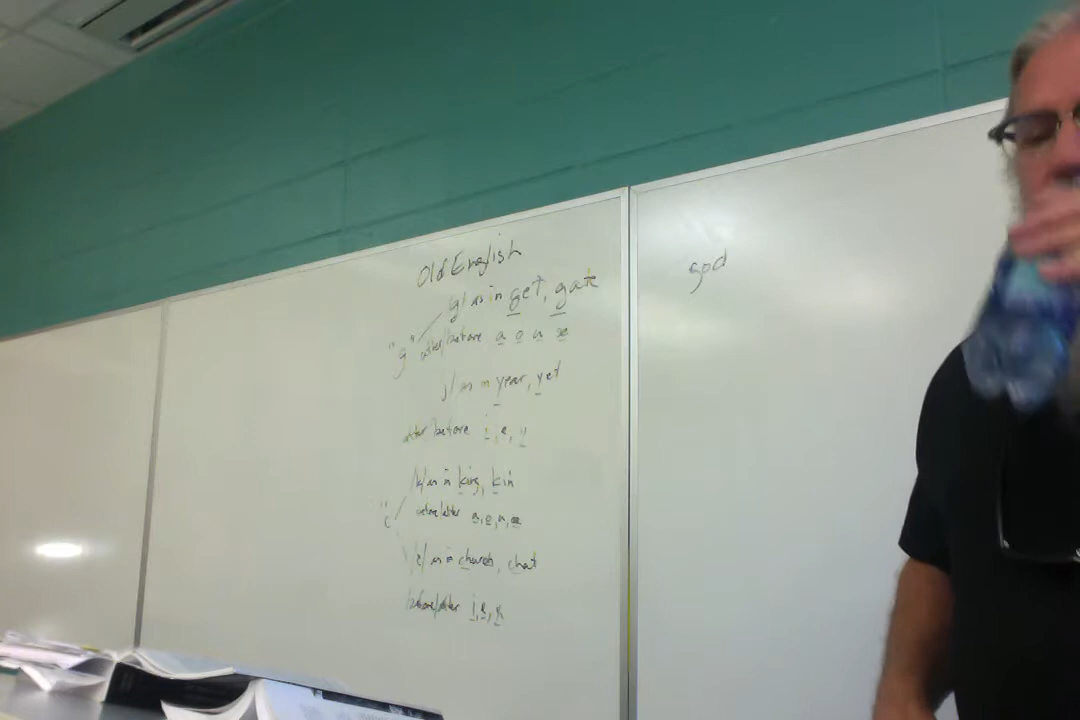 Old English
/g/ as in get, gate
"g" after/before a o u æ
/j/ as in year, yet
after/before i, e, y
/k/ as in king, kin
"c before/after a, o, u, æ
/č/ as in church, chat
before/after i, e, y
god